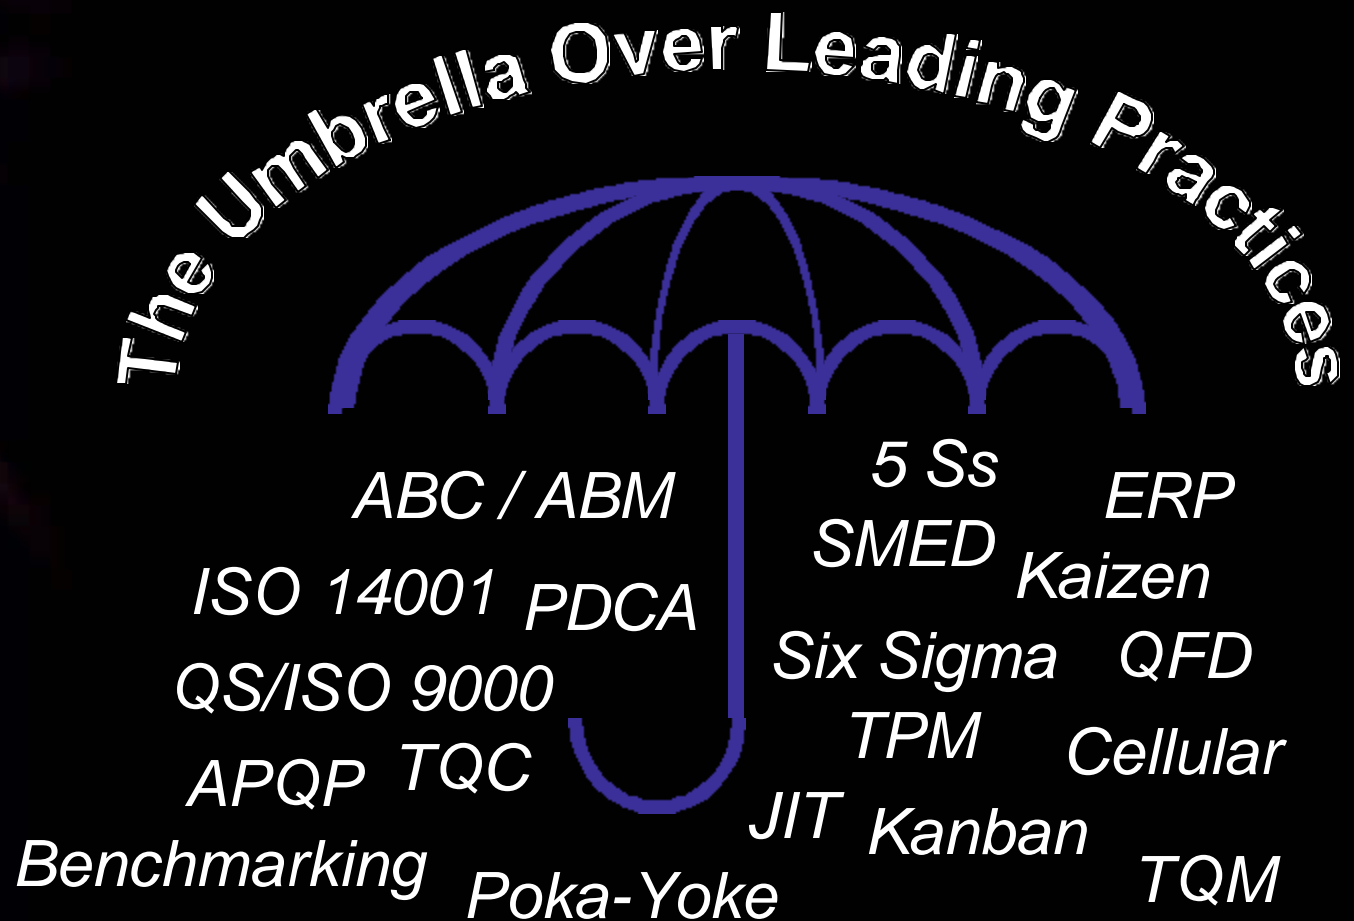 The Umbrella Over Leading Practices
5 Ss
ABC / ABM
ERP
SMED
Kaizen
ISO 14001
PDCA
Six Sigma
QFD
QS/ISO 9000
TPM
Cellular
TQC
APQP
JIT
Kanban
Benchmarking
TQM
Poka-Yoke